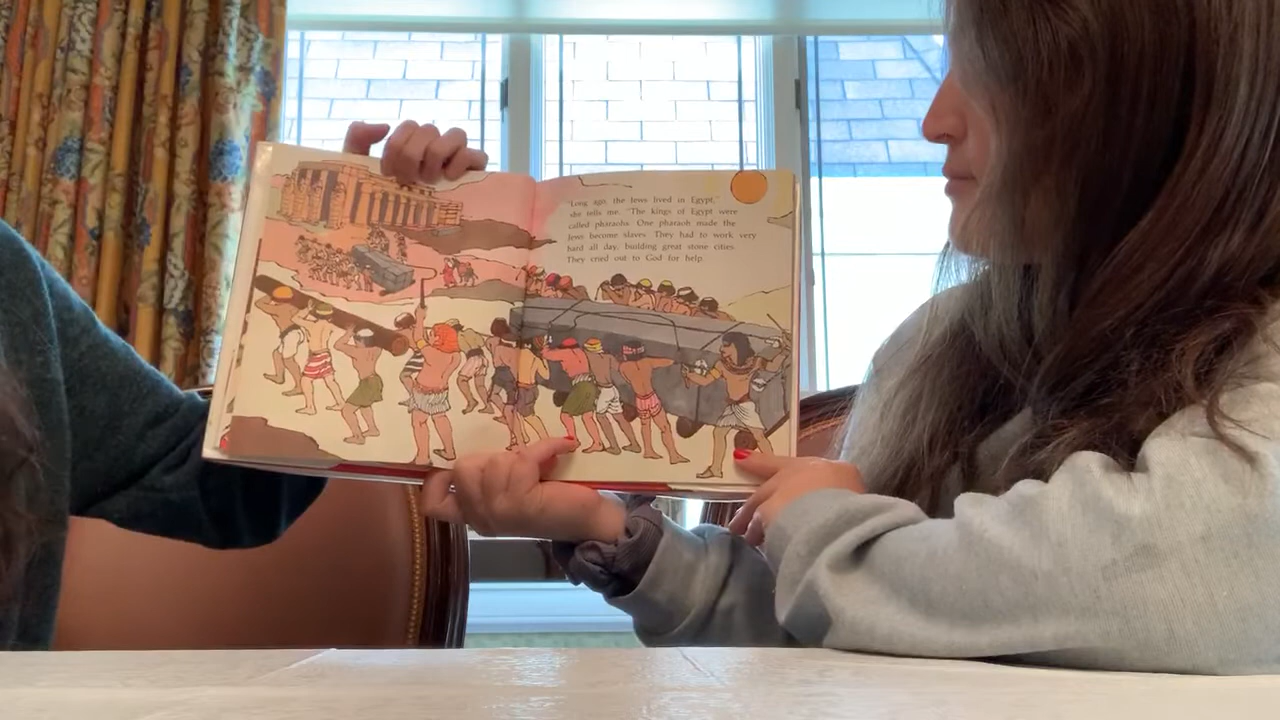 "Long ago, the Jews lived in Egypt,"
she tells me. "The kings of Egypt were
called pharaohs. One pharaoh made the
Jews become slaves. They had to work very
hard all day, building great stone cities.
They cried out to God for help.